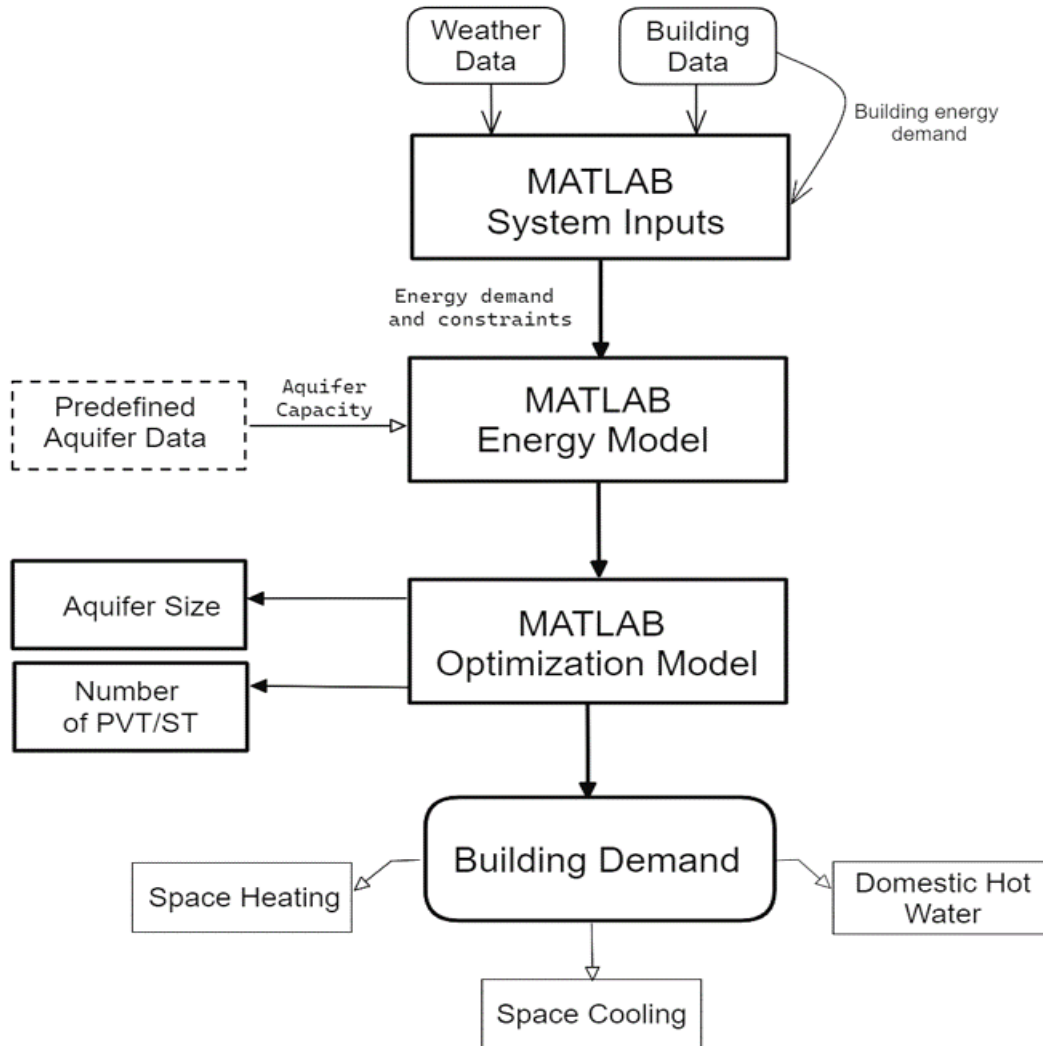 Weather
Data
Building
Data
Building energy
demand
MATLAB
System Inputs
Energy demand
and constraints
Predefined
Aquifer Data
Aquifer
Capacity
MATLAB
Energy Model
Aquifer Size
Number
of PVT/ST
MATLAB
Optimization Model
Building Demand
Space Heating
Domestic Hot
Water
Space Cooling